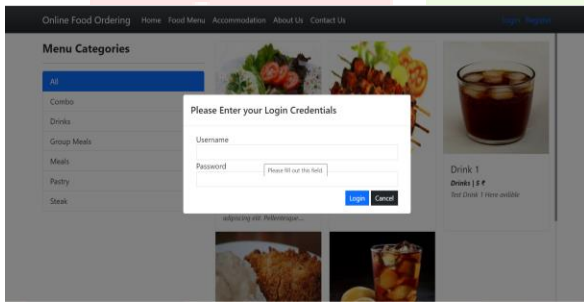 Online Food Ordering Home Food Menu Accommodation About Us Contact Us Login Register
Menu Categories
All
Combo
Drinks
Group Meals
Meals
Pastry
Steak
Please Enter your Login Credentials
Username
Password
Please fill out this field.
Login Cancel
adipiscing elit. Pellentesque...
Drink 1
Drinks | 5 ₹
Test Drink 1 Here avilible